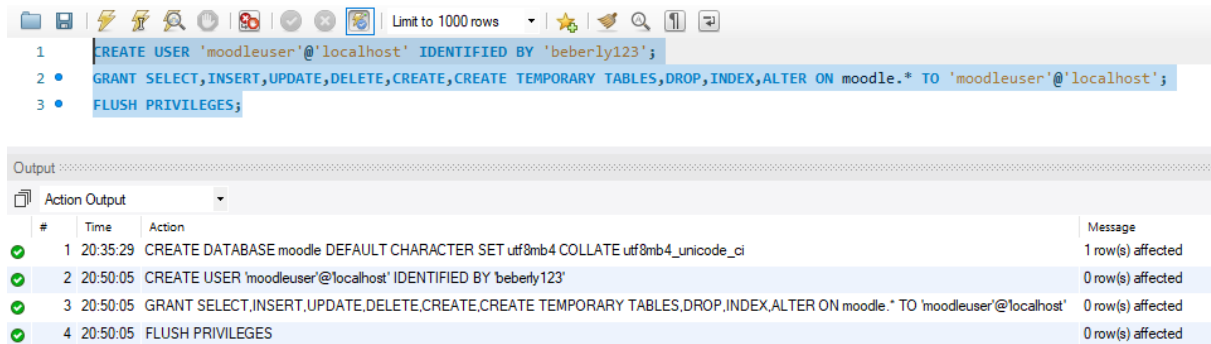 Limit to 1000 rows
1 CREATE USER 'moodleuser'@'localhost' IDENTIFIED BY 'beberly123';
2 GRANT SELECT,INSERT,UPDATE,DELETE,CREATE,CREATE TEMPORARY TABLES,DROP,INDEX,ALTER ON moodle.* TO 'moodleuser'@'localhost';
3 FLUSH PRIVILEGES;
Output
Action Output
# Time Action Message
1 20:35:29 CREATE DATABASE moodle DEFAULT CHARACTER SET utf8mb4 COLLATE utf8mb4_unicode_ci 1 row(s) affected
2 20:50:05 CREATE USER 'moodleuser'@'localhost' IDENTIFIED BY 'beberly123' 0 row(s) affected
3 20:50:05 GRANT SELECT,INSERT,UPDATE,DELETE,CREATE,CREATE TEMPORARY TABLES,DROP,INDEX,ALTER ON moodle.* TO 'moodleuser'@'localhost' 0 row(s) affected
4 20:50:05 FLUSH PRIVILEGES 0 row(s) affected